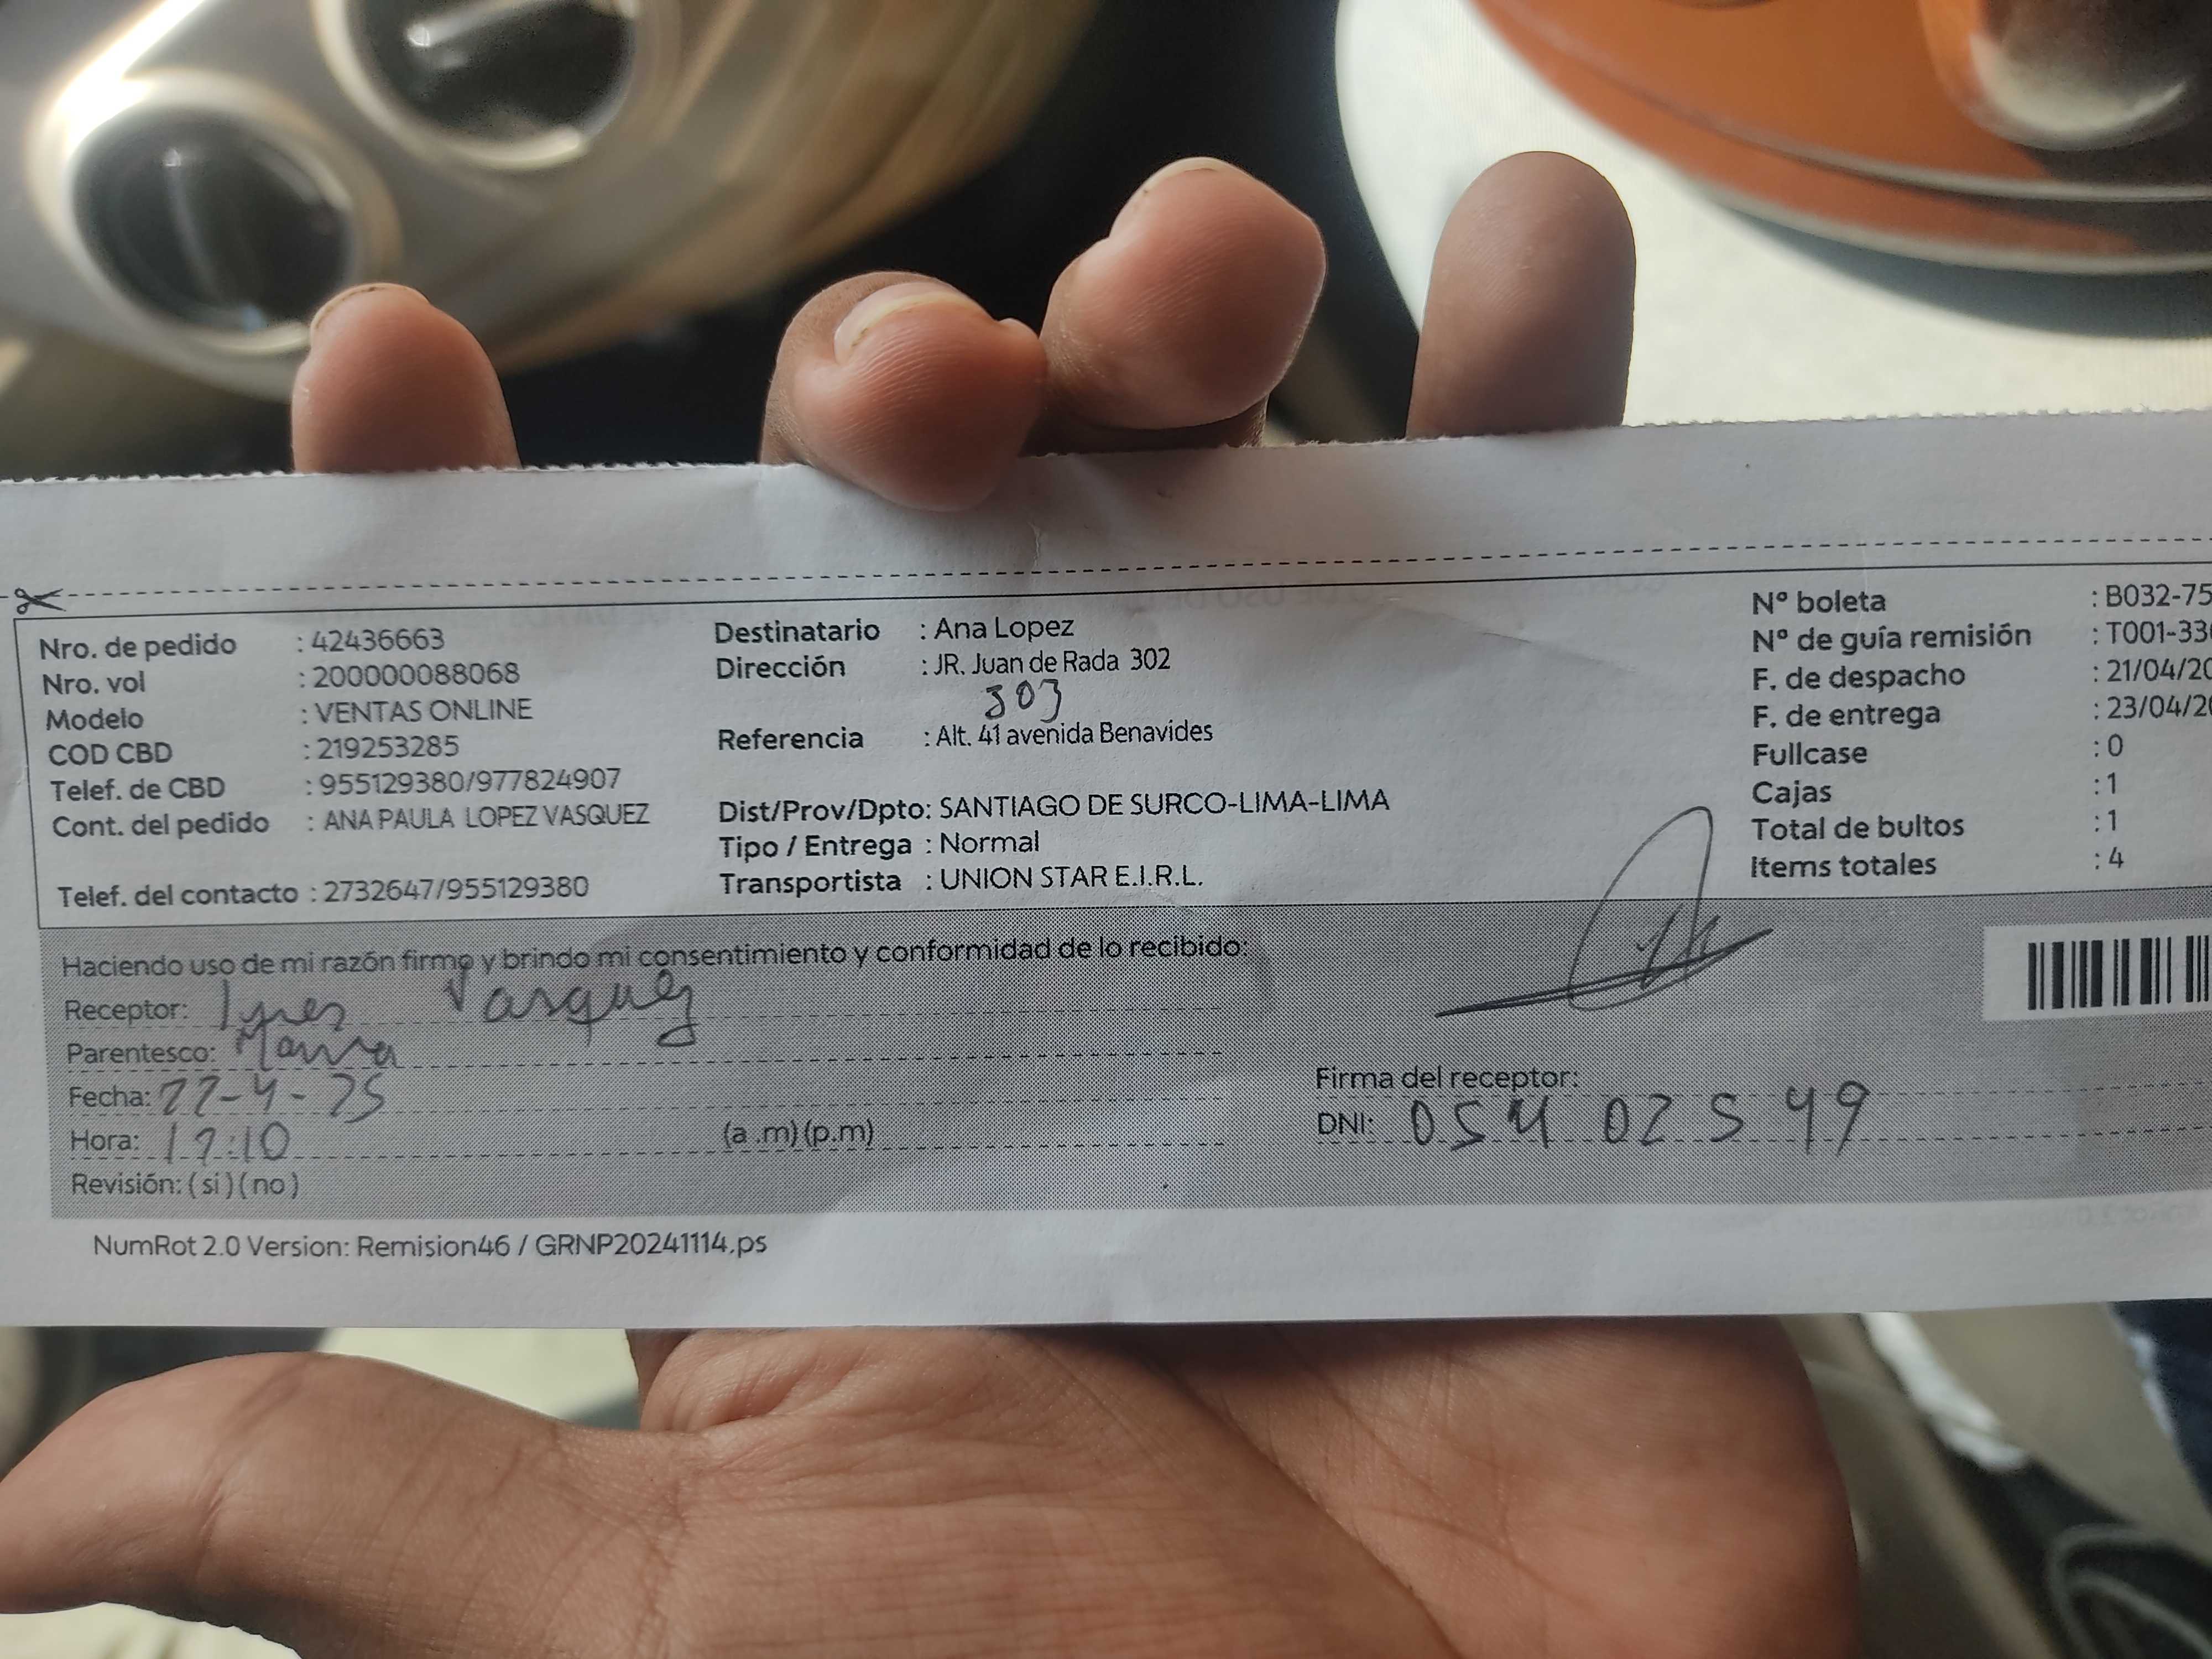 Nro. de pedido : 42436663
Nro. vol : 200000088068
Modelo : VENTAS ONLINE
COD CBD : 219253285
Telef. de CBD : 955129380/977824907
Cont. del pedido : ANA PAULA LOPEZ VASQUEZ
Telef. del contacto : 2732647/955129380
Destinatario : Ana Lopez
Dirección : JR. Juan de Rada 302
303
Referencia : Alt. 41 avenida Benavides
Dist/Prov/Dpto: SANTIAGO DE SURCO-LIMA-LIMA
Tipo / Entrega : Normal
Transportista : UNION STAR E.I.R.L.
Nº boleta : B032-75
Nº de guía remisión : T001-33
F. de despacho : 21/04/20
F. de entrega : 23/04/20
Fullcase : 0
Cajas : 1
Total de bultos : 1
Items totales : 4
Haciendo uso de mi razón firmo y brindo mi consentimiento y conformidad de lo recibido:
Receptor: Ynes Vasquez
Parentesco: Mama
Fecha: 22-4-25
Hora: 17:10 (a .m) (p.m)
Revisión: ( si ) ( no )
Firma del receptor:
DNI: 054 02 5 49
NumRot 2.0 Version: Remision46 / GRNP20241114.ps